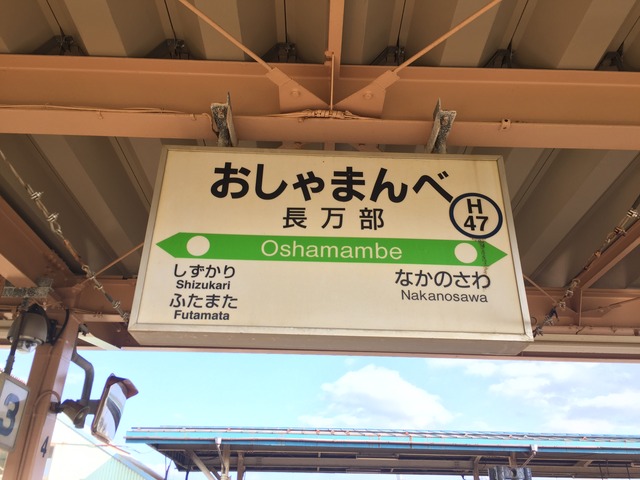 おしゃまんべ
長万部
H
47
Oshamambe
しずかり
Shizukari
ふたまた
Futamata
なかのさわ
Nakanosawa
3
4